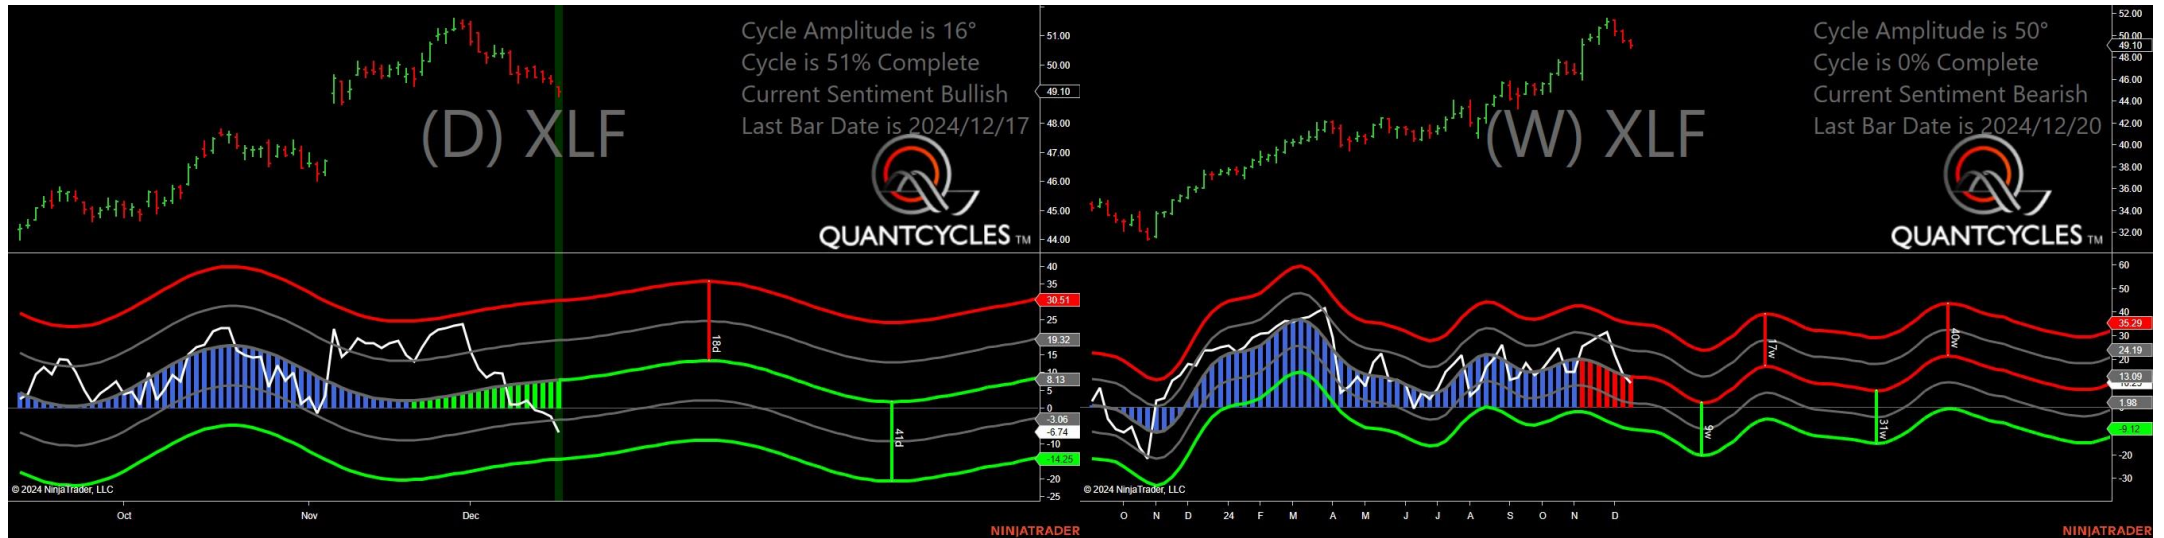 Cycle Amplitude is 16°
Cycle is 51% Complete
Current Sentiment Bullish
Last Bar Date is 2024/12/17
(D) XLF
QUANTCYCLES TM
51.00
50.00
49.10
48.00
47.00
46.00
45.00
44.00
40
35
30.51
25
19.32
15
10
8.13
5
0
-3.06
-6.74
-10
-14.25
-20
-25
18d
41d
© 2024 NinjaTrader, LLC
Oct Nov Dec
NINJATRADER
Cycle Amplitude is 50°
Cycle is 0% Complete
Current Sentiment Bearish
Last Bar Date is 2024/12/20
(W) XLF
QUANTCYCLES TM
52.00
50.00
49.10
48.00
46.00
44.00
42.00
40.00
38.00
36.00
34.00
32.00
60
50
40
35.29
24.19
20
13.09
1.98
-9.12
-20
-30
9w
17w
31w
40w
© 2024 NinjaTrader, LLC
O N D 24 F M A M J J A S O N D
NINJATRADER